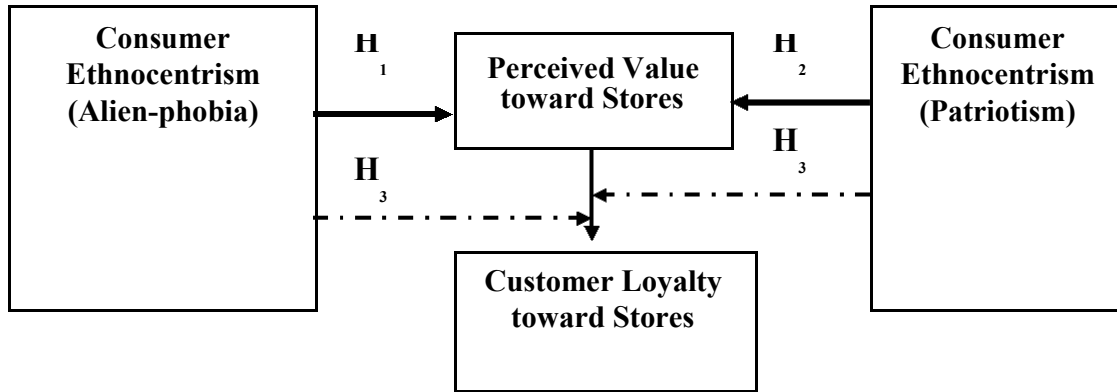 Consumer
Ethnocentrism
(Alien-phobia)
H
1
H
3
Perceived Value
toward Stores
H
2
H
3
Consumer
Ethnocentrism
(Patriotism)
Customer Loyalty
toward Stores